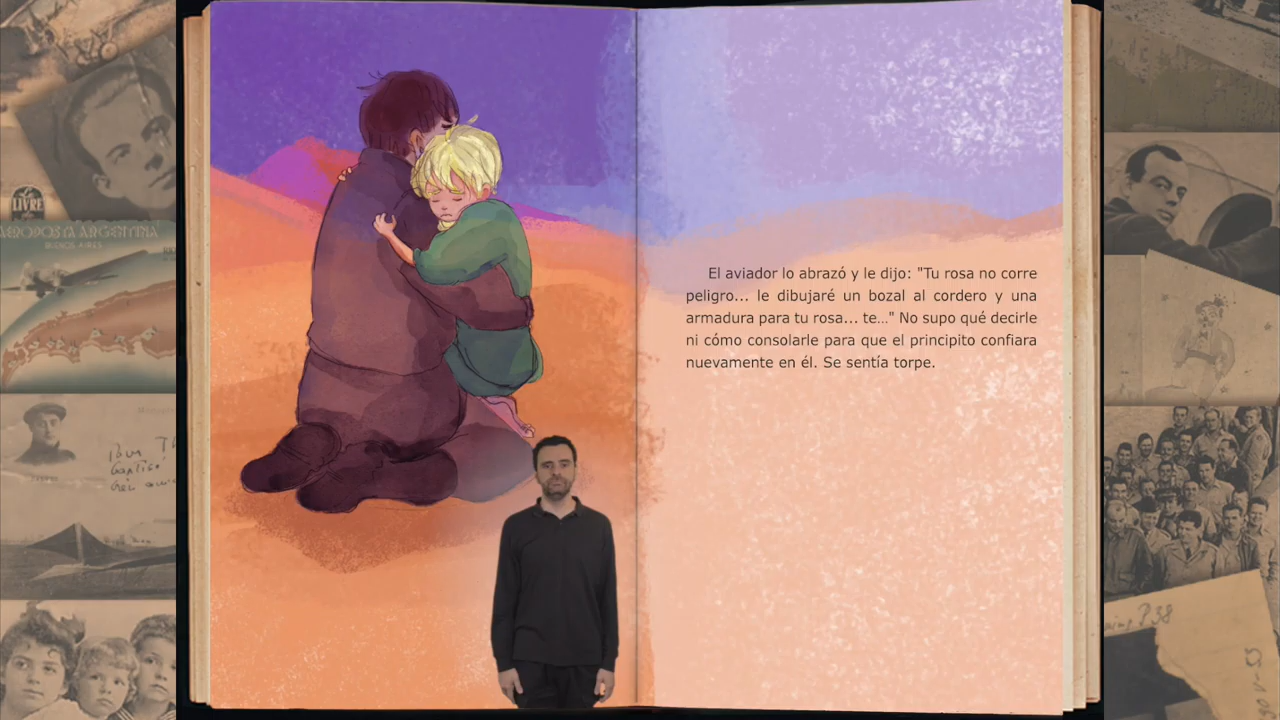 El aviador lo abrazó y le dijo: "Tu rosa no corre
peligro... le dibujaré un bozal al cordero y una
armadura para tu rosa... te..." No supo qué decirle
ni cómo consolarle para que el principito confiara
nuevamente en él. Se sentía torpe.
LIVRE
AEROPOSTA ARGENTINA
BUENOS AIRES